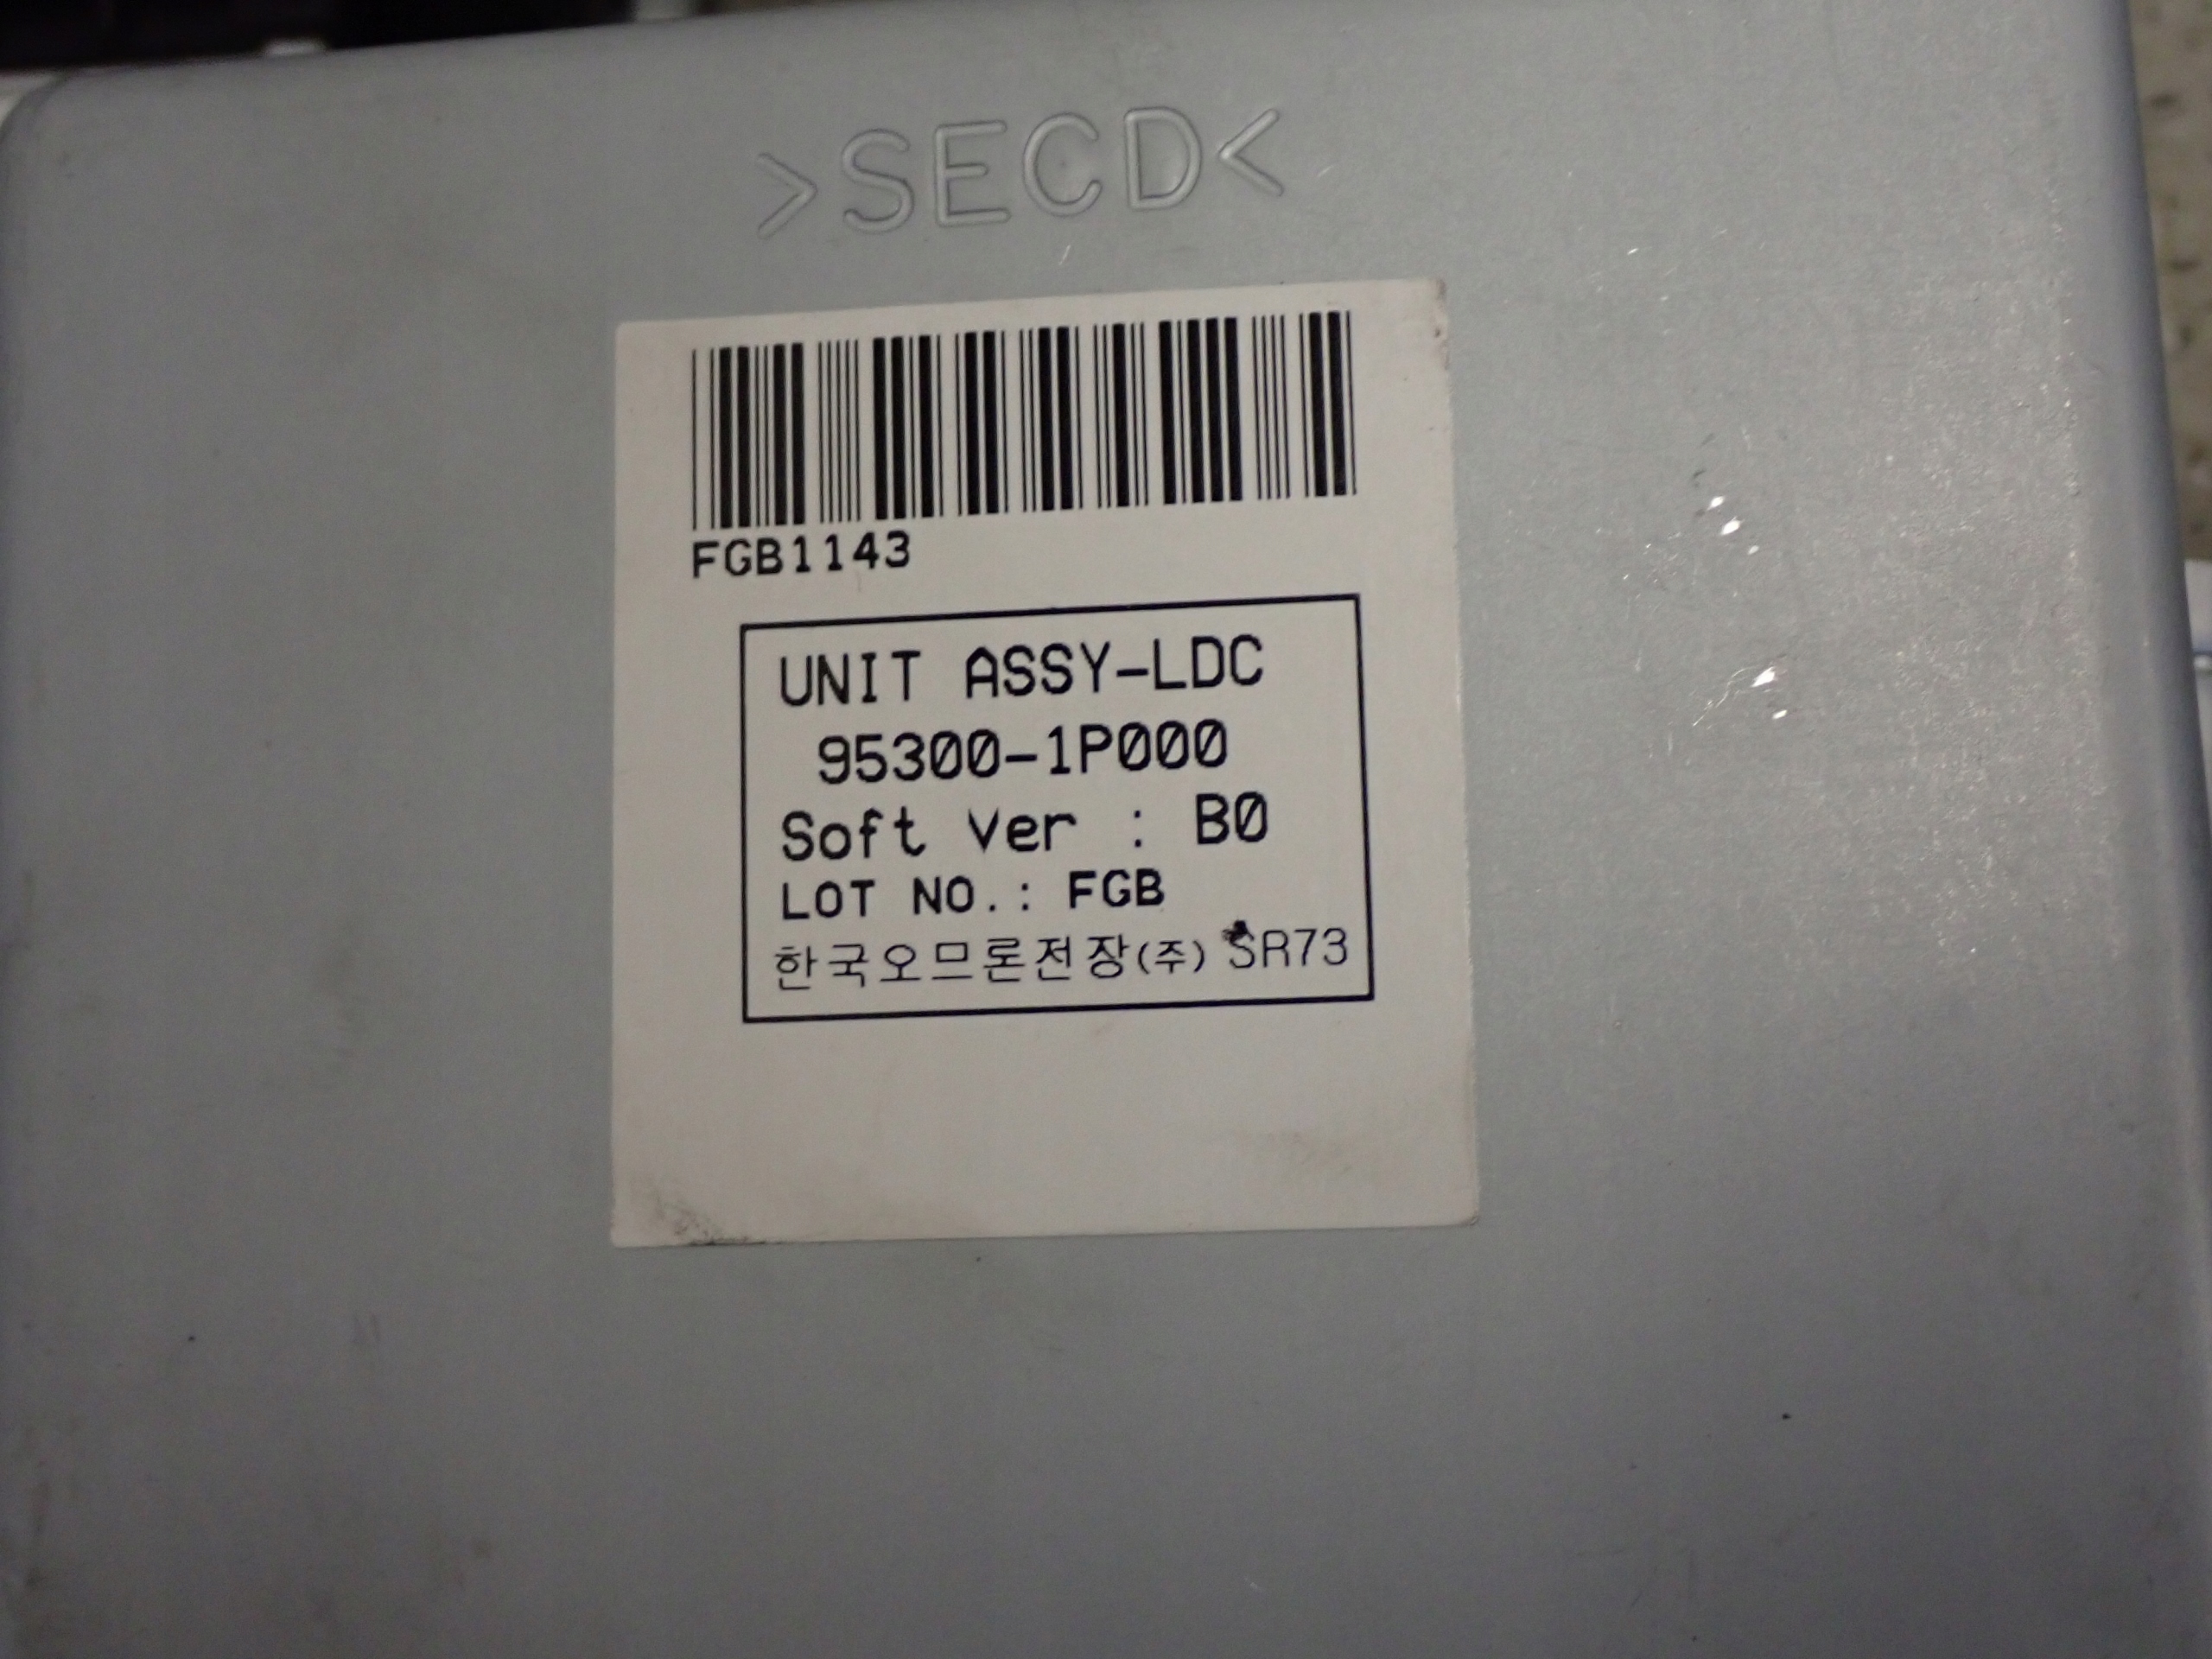 >SECD<
FGB1143
UNIT ASSY-LDC
95300-1P000
Soft Ver : B0
LOT NO.: FGB
한국오므론전장(주) SR73